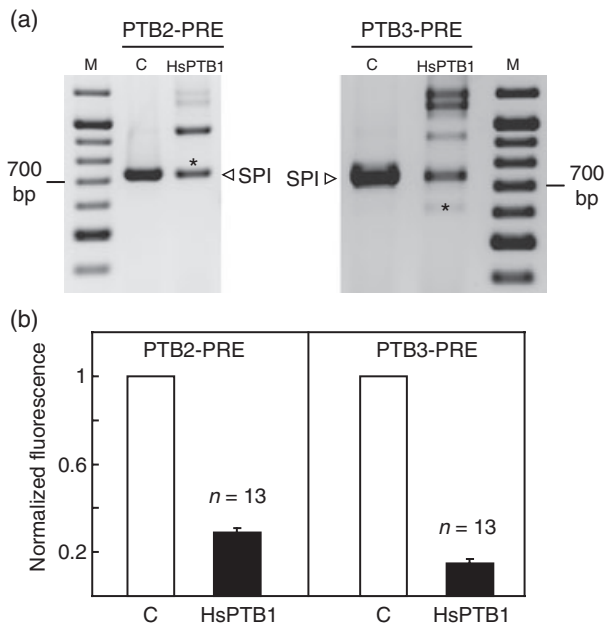 (a)
PTB2-PRE
PTB3-PRE
M
C
HsPTB1
C
HsPTB1
M
700
bp
*
◁ SPI
SPI ▷
*
700
bp
(b)
PTB2-PRE
PTB3-PRE
Normalized fluorescence
1
0.6
0.2
n = 13
n = 13
C
HsPTB1
C
HsPTB1